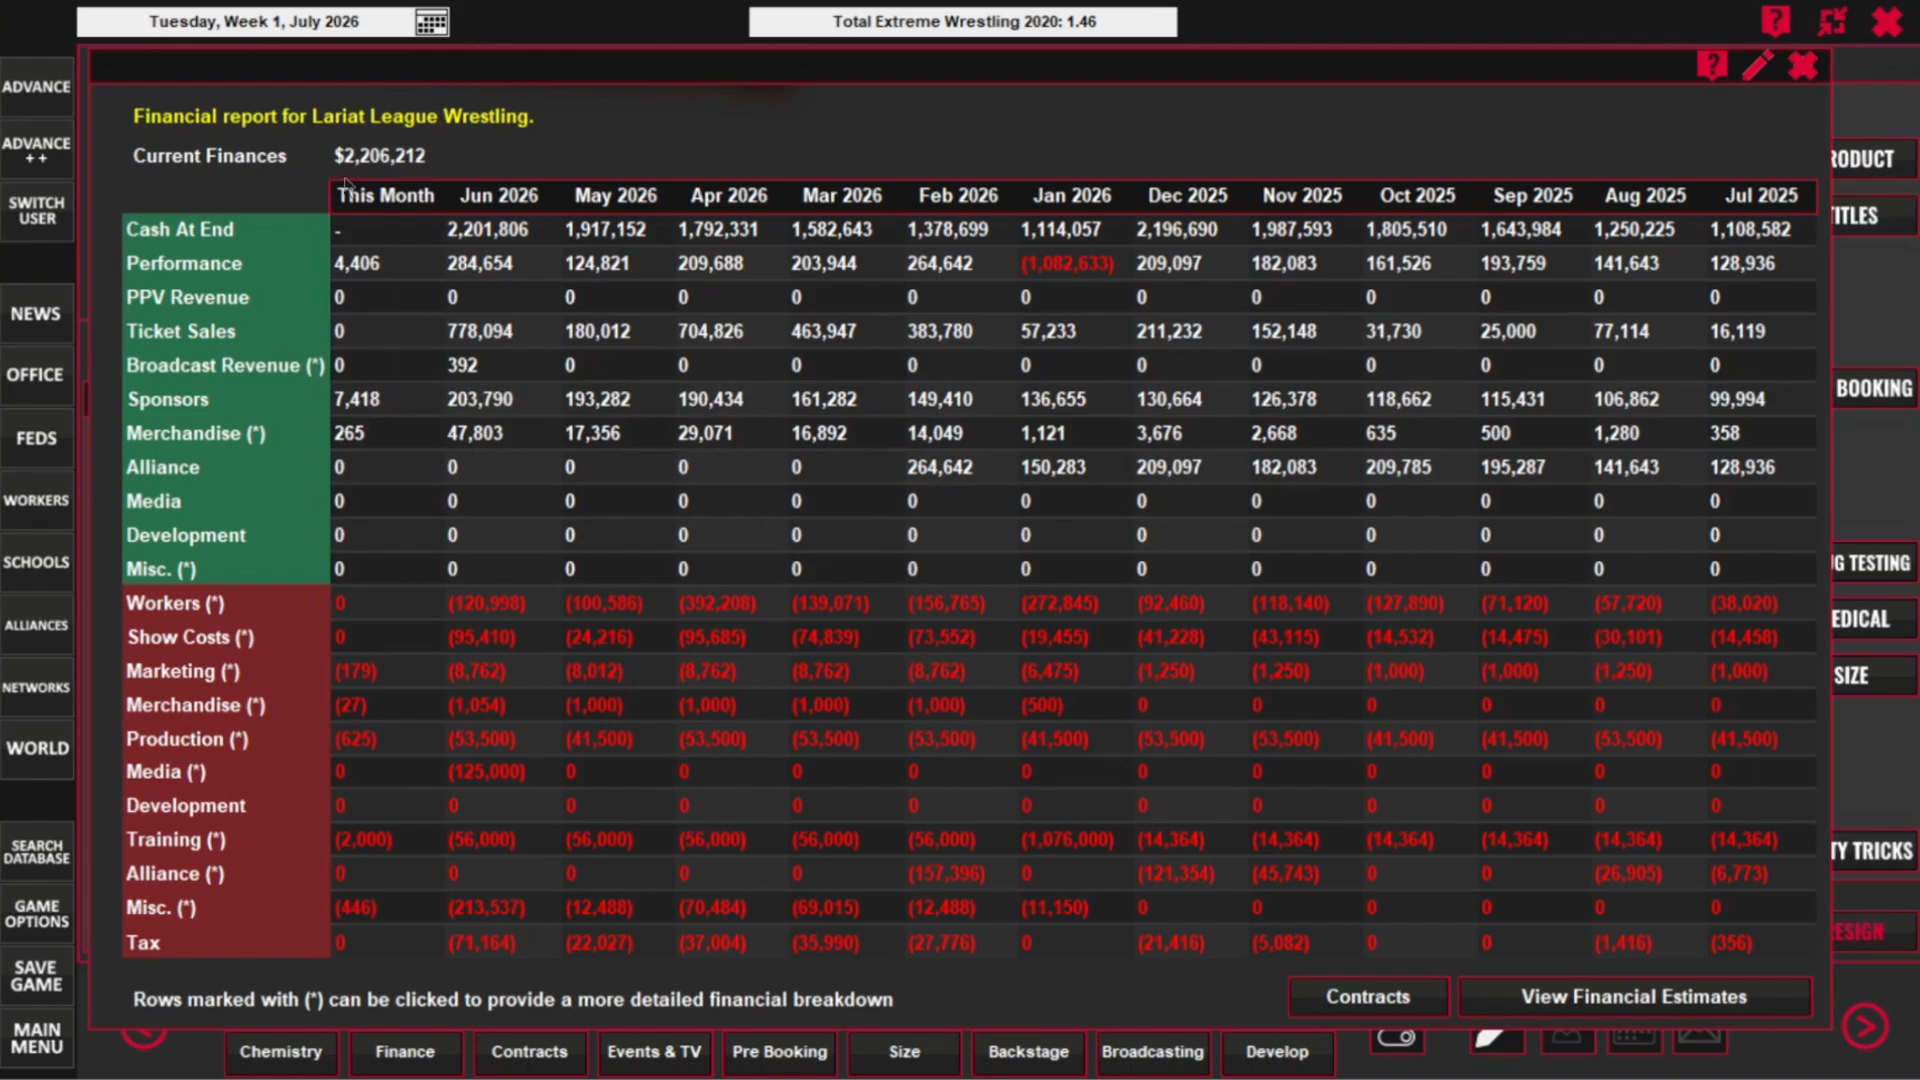 Tuesday, Week 1, July 2026
Total Extreme Wrestling 2020: 1.46
ADVANCE
ADVANCE
++
SWITCH
USER
NEWS
OFFICE
FEDS
WORKERS
SCHOOLS
ALLIANCES
NETWORKS
WORLD
SEARCH
DATABASE
GAME
OPTIONS
SAVE
GAME
MAIN
MENU
Financial report for Lariat League Wrestling.
Current Finances $2,206,212
This Month Jun 2026 May 2026 Apr 2026 Mar 2026 Feb 2026 Jan 2026 Dec 2025 Nov 2025 Oct 2025 Sep 2025 Aug 2025 Jul 2025
Cash At End - 2,201,806 1,917,152 1,792,331 1,582,643 1,378,699 1,114,057 2,196,690 1,987,593 1,805,510 1,643,984 1,250,225 1,108,582
Performance 4,406 284,654 124,821 209,688 203,944 264,642 (1,082,633) 209,097 182,083 161,526 193,759 141,643 128,936
PPV Revenue 0 0 0 0 0 0 0 0 0 0 0 0 0
Ticket Sales 0 778,094 180,012 704,826 463,947 383,780 57,233 211,232 152,148 31,730 25,000 77,114 16,119
Broadcast Revenue (*) 0 392 0 0 0 0 0 0 0 0 0 0 0
Sponsors 7,418 203,790 193,282 190,434 161,282 149,410 136,655 130,664 126,378 118,662 115,431 106,862 99,994
Merchandise (*) 265 47,803 17,356 29,071 16,892 14,049 1,121 3,676 2,668 635 500 1,280 358
Alliance 0 0 0 0 0 264,642 150,283 209,097 182,083 209,785 195,287 141,643 128,936
Media 0 0 0 0 0 0 0 0 0 0 0 0 0
Development 0 0 0 0 0 0 0 0 0 0 0 0 0
Misc. (*) 0 0 0 0 0 0 0 0 0 0 0 0 0
Workers (*) 0 (120,998) (100,586) (392,208) (139,071) (156,765) (272,845) (92,460) (118,140) (127,890) (71,120) (57,720) (38,020)
Show Costs (*) 0 (95,410) (24,216) (95,685) (74,839) (73,552) (19,455) (41,228) (43,115) (14,532) (14,475) (30,101) (14,458)
Marketing (*) (179) (8,762) (8,012) (8,762) (8,762) (8,762) (6,475) (1,250) (1,250) (1,000) (1,000) (1,250) (1,000)
Merchandise (*) (27) (1,054) (1,000) (1,000) (1,000) (1,000) (500) 0 0 0 0 0 0
Production (*) (625) (53,500) (41,500) (53,500) (53,500) (53,500) (41,500) (53,500) (53,500) (41,500) (41,500) (53,500) (41,500)
Media (*) 0 (125,000) 0 0 0 0 0 0 0 0 0 0 0
Development 0 0 0 0 0 0 0 0 0 0 0 0 0
Training (*) (2,000) (56,000) (56,000) (56,000) (56,000) (56,000) (1,076,000) (14,364) (14,364) (14,364) (14,364) (14,364) (14,364)
Alliance (*) 0 0 0 0 0 (157,396) 0 (121,354) (45,743) 0 0 (26,905) (6,773)
Misc. (*) (446) (213,537) (12,488) (70,484) (69,015) (12,488) (11,150) 0 0 0 0 0 0
Tax 0 (71,164) (22,027) (37,004) (35,990) (27,776) 0 (21,416) (5,082) 0 0 (1,416) (356)
Rows marked with (*) can be clicked to provide a more detailed financial breakdown
Contracts
View Financial Estimates
RODUCT
ITLES
BOOKING
G TESTING
EDICAL
SIZE
TY TRICKS
ESIGN
Chemistry
Finance
Contracts
Events & TV
Pre Booking
Size
Backstage
Broadcasting
Develop